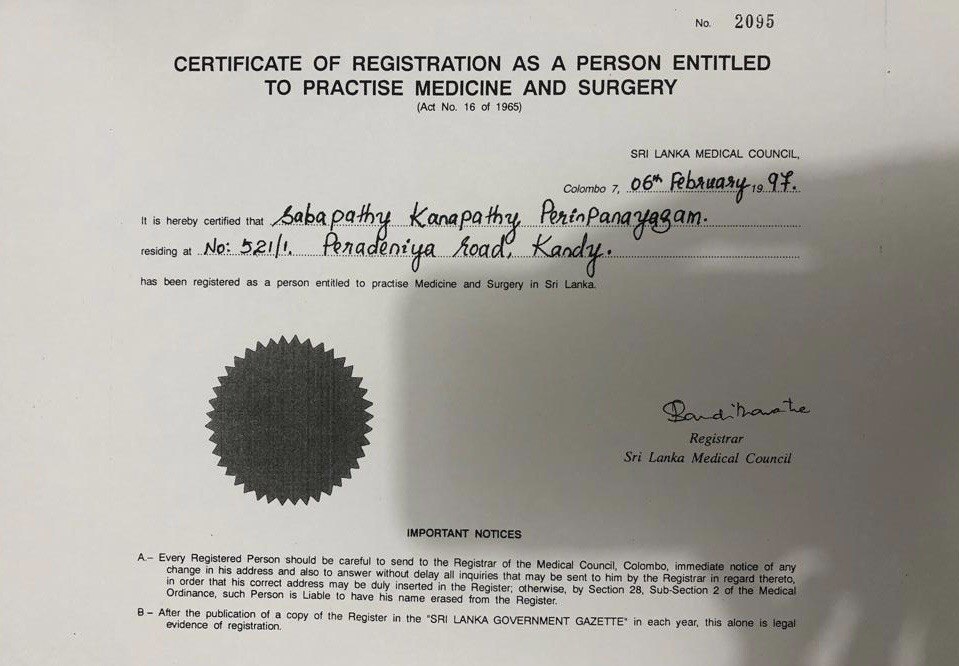 No. 2095
CERTIFICATE OF REGISTRATION AS A PERSON ENTITLED
TO PRACTISE MEDICINE AND SURGERY
(Act No. 16 of 1965)
SRI LANKA MEDICAL COUNCIL,
Colombo 7, 06th February, 1997.
It is hereby certified that Sabapathy Kanapathy Perinpanayagam.
residing at No: 521/1. Peradeniya Road, Kandy.
has been registered as a person entitled to practise Medicine and Surgery in Sri Lanka.
Registrar
Sri Lanka Medical Council
IMPORTANT NOTICES
A.– Every Registered Person should be careful to send to the Registrar of the Medical Council, Colombo, immediate notice of any
change in his address and also to answer without delay all inquiries that may be sent to him by the Registrar in regard thereto,
in order that his correct address may be duly inserted in the Register; otherwise, by Section 28, Sub-Section 2 of the Medical
Ordinance, such Person is Liable to have his name erased from the Register.
B – After the publication of a copy of the Register in the "SRI LANKA GOVERNMENT GAZETTE" in each year, this alone is legal
evidence of registration.